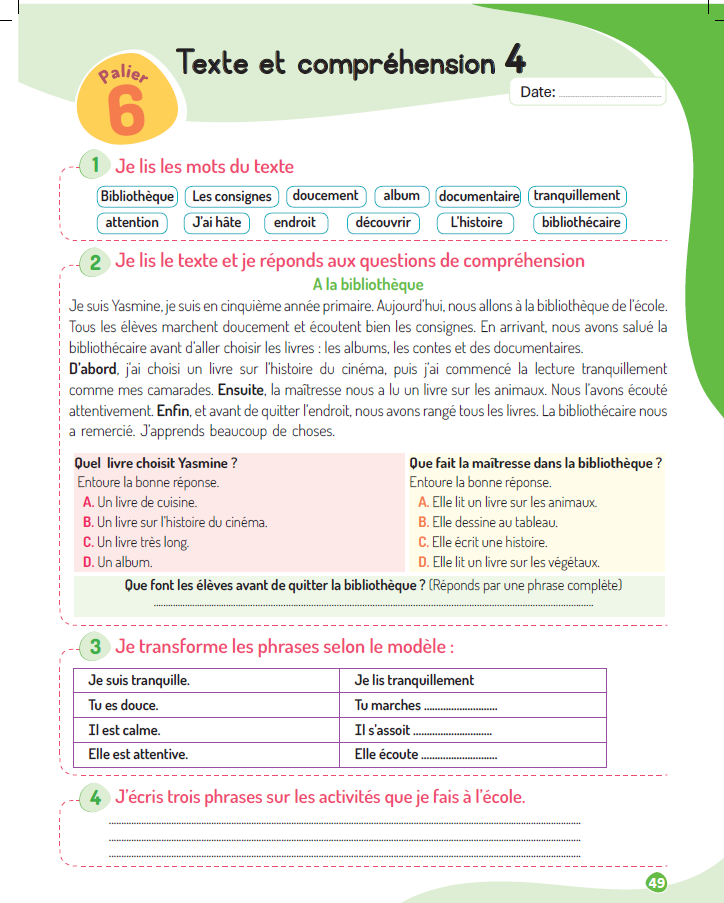 Palier
6
Texte et compréhension 4
Date: ........................................
1 Je lis les mots du texte
Bibliothèque Les consignes doucement album documentaire tranquillement
attention J'ai hâte endroit découvrir L'histoire bibliothécaire
2 Je lis le texte et je réponds aux questions de compréhension
A la bibliothèque
Je suis Yasmine, je suis en cinquième année primaire. Aujourd'hui, nous allons à la bibliothèque de l'école.
Tous les élèves marchent doucement et écoutent bien les consignes. En arrivant, nous avons salué la
bibliothécaire avant d'aller choisir les livres : les albums, les contes et des documentaires.
D'abord, j'ai choisi un livre sur l'histoire du cinéma, puis j'ai commencé la lecture tranquillement
comme mes camarades. Ensuite, la maîtresse nous a lu un livre sur les animaux. Nous l'avons écouté
attentivement. Enfin, et avant de quitter l'endroit, nous avons rangé tous les livres. La bibliothécaire nous
a remercié. J'apprends beaucoup de choses.
Quel livre choisit Yasmine ?
Entoure la bonne réponse.
A. Un livre de cuisine.
B. Un livre sur l'histoire du cinéma.
C. Un livre très long.
D. Un album.
Que fait la maîtresse dans la bibliothèque ?
Entoure la bonne réponse.
A. Elle lit un livre sur les animaux.
B. Elle dessine au tableau.
C. Elle écrit une histoire.
D. Elle lit un livre sur les végétaux.
Que font les élèves avant de quitter la bibliothèque ? (Réponds par une phrase complète)
................................................................................
3 Je transforme les phrases selon le modèle :
Je suis tranquille. Je lis tranquillement
Tu es douce. Tu marches ...........................
Il est calme. Il s'assoit .............................
Elle est attentive. Elle écoute ............................
4 J'écris trois phrases sur les activités que je fais à l'école.
................................................................................
................................................................................
................................................................................
49